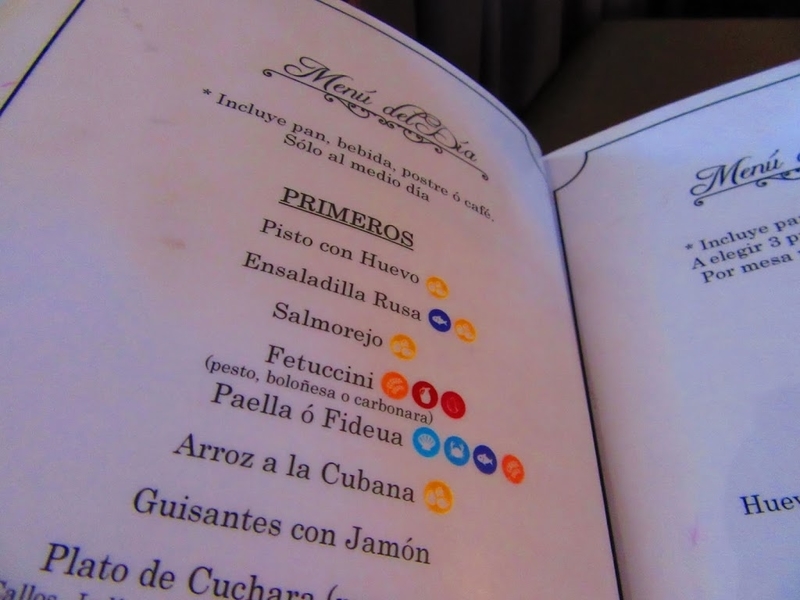 Menú del Día
* Incluye pan, bebida, postre ó café.
Sólo al medio día
PRIMEROS
Pisto con Huevo
Ensaladilla Rusa
Salmorejo
Fetuccini
(pesto, boloñesa o carbonara)
Paella ó Fideua
Arroz a la Cubana
Guisantes con Jamón
Plato de Cuchara
Callos,
Menú
* Incluye
A elegir 3
Por mesa